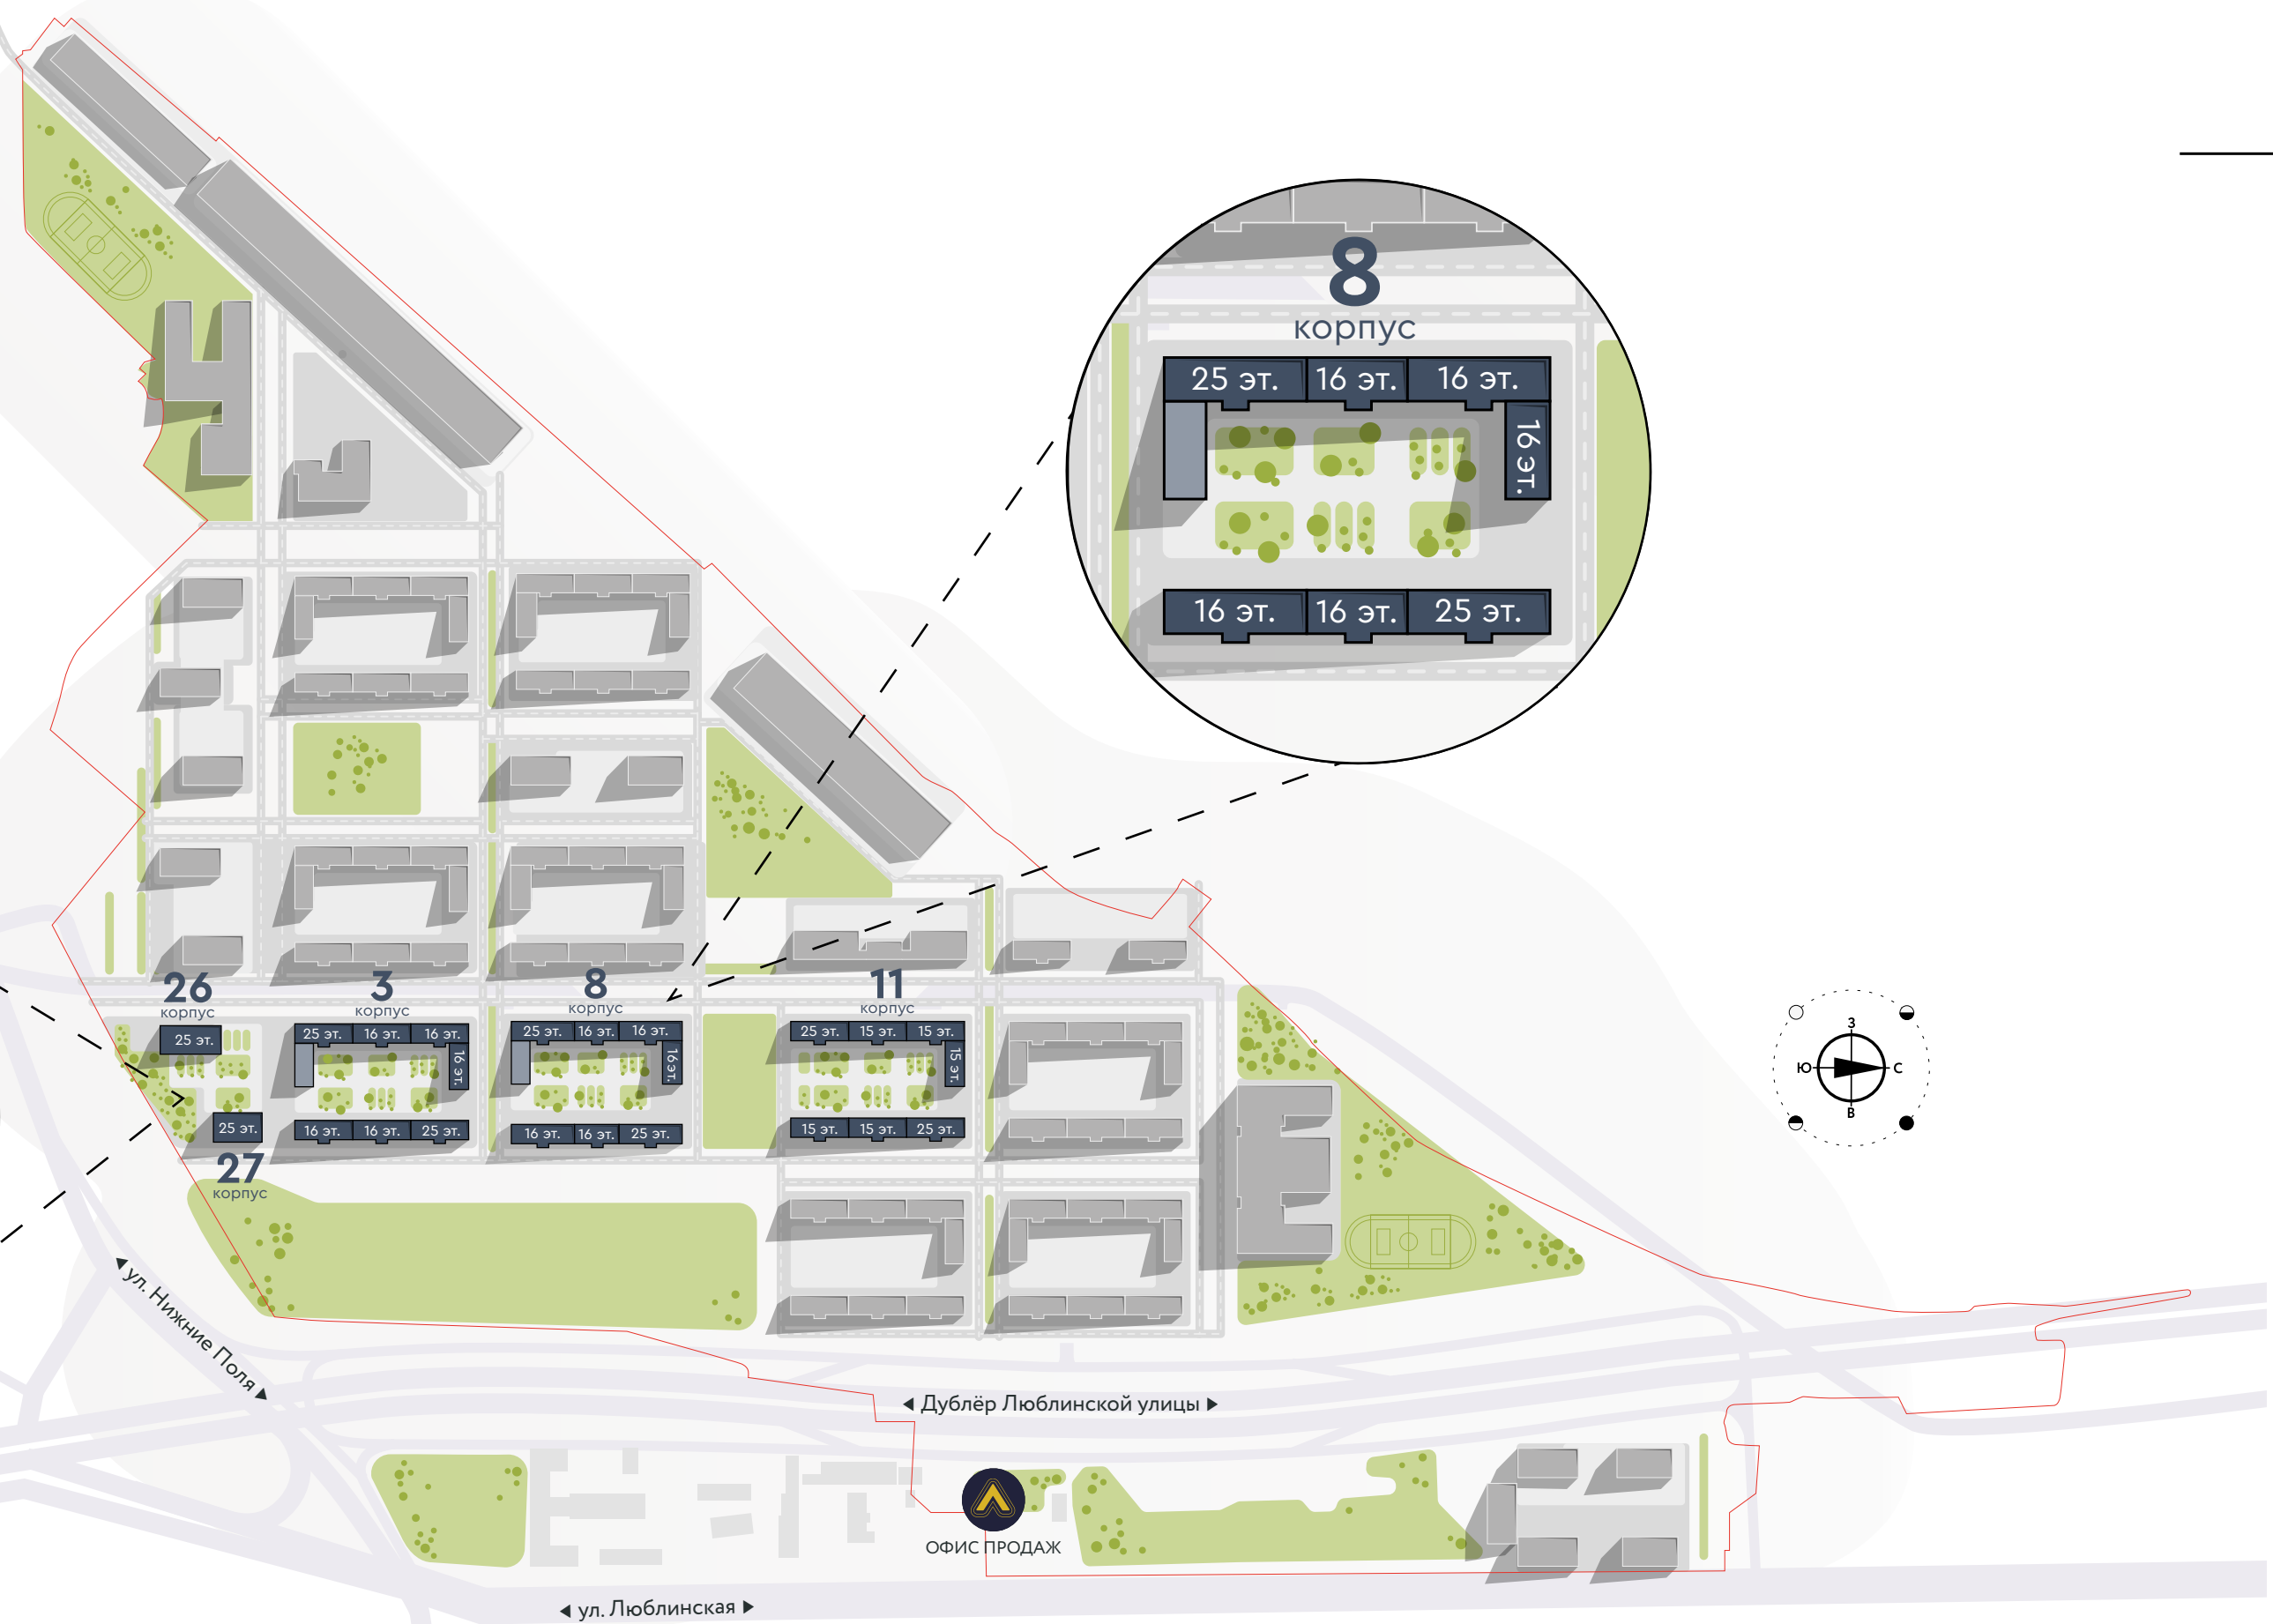 8
корпус
25 эт.
16 эт.
16 эт.
16 эт.
16 эт.
16 эт.
25 эт.
26
корпус
25 эт.
3
корпус
25 эт.
16 эт.
16 эт.
16 эт.
16 эт.
16 эт.
25 эт.
8
корпус
25 эт.
16 эт.
16 эт.
16 эт.
16 эт.
16 эт.
25 эт.
11
корпус
25 эт.
15 эт.
15 эт.
15 эт.
15 эт.
15 эт.
25 эт.
25 эт.
27
корпус
З
Ю
С
В
ул. Нижние Поля
Дублёр Люблинской улицы
ОФИС ПРОДАЖ
ул. Люблинская